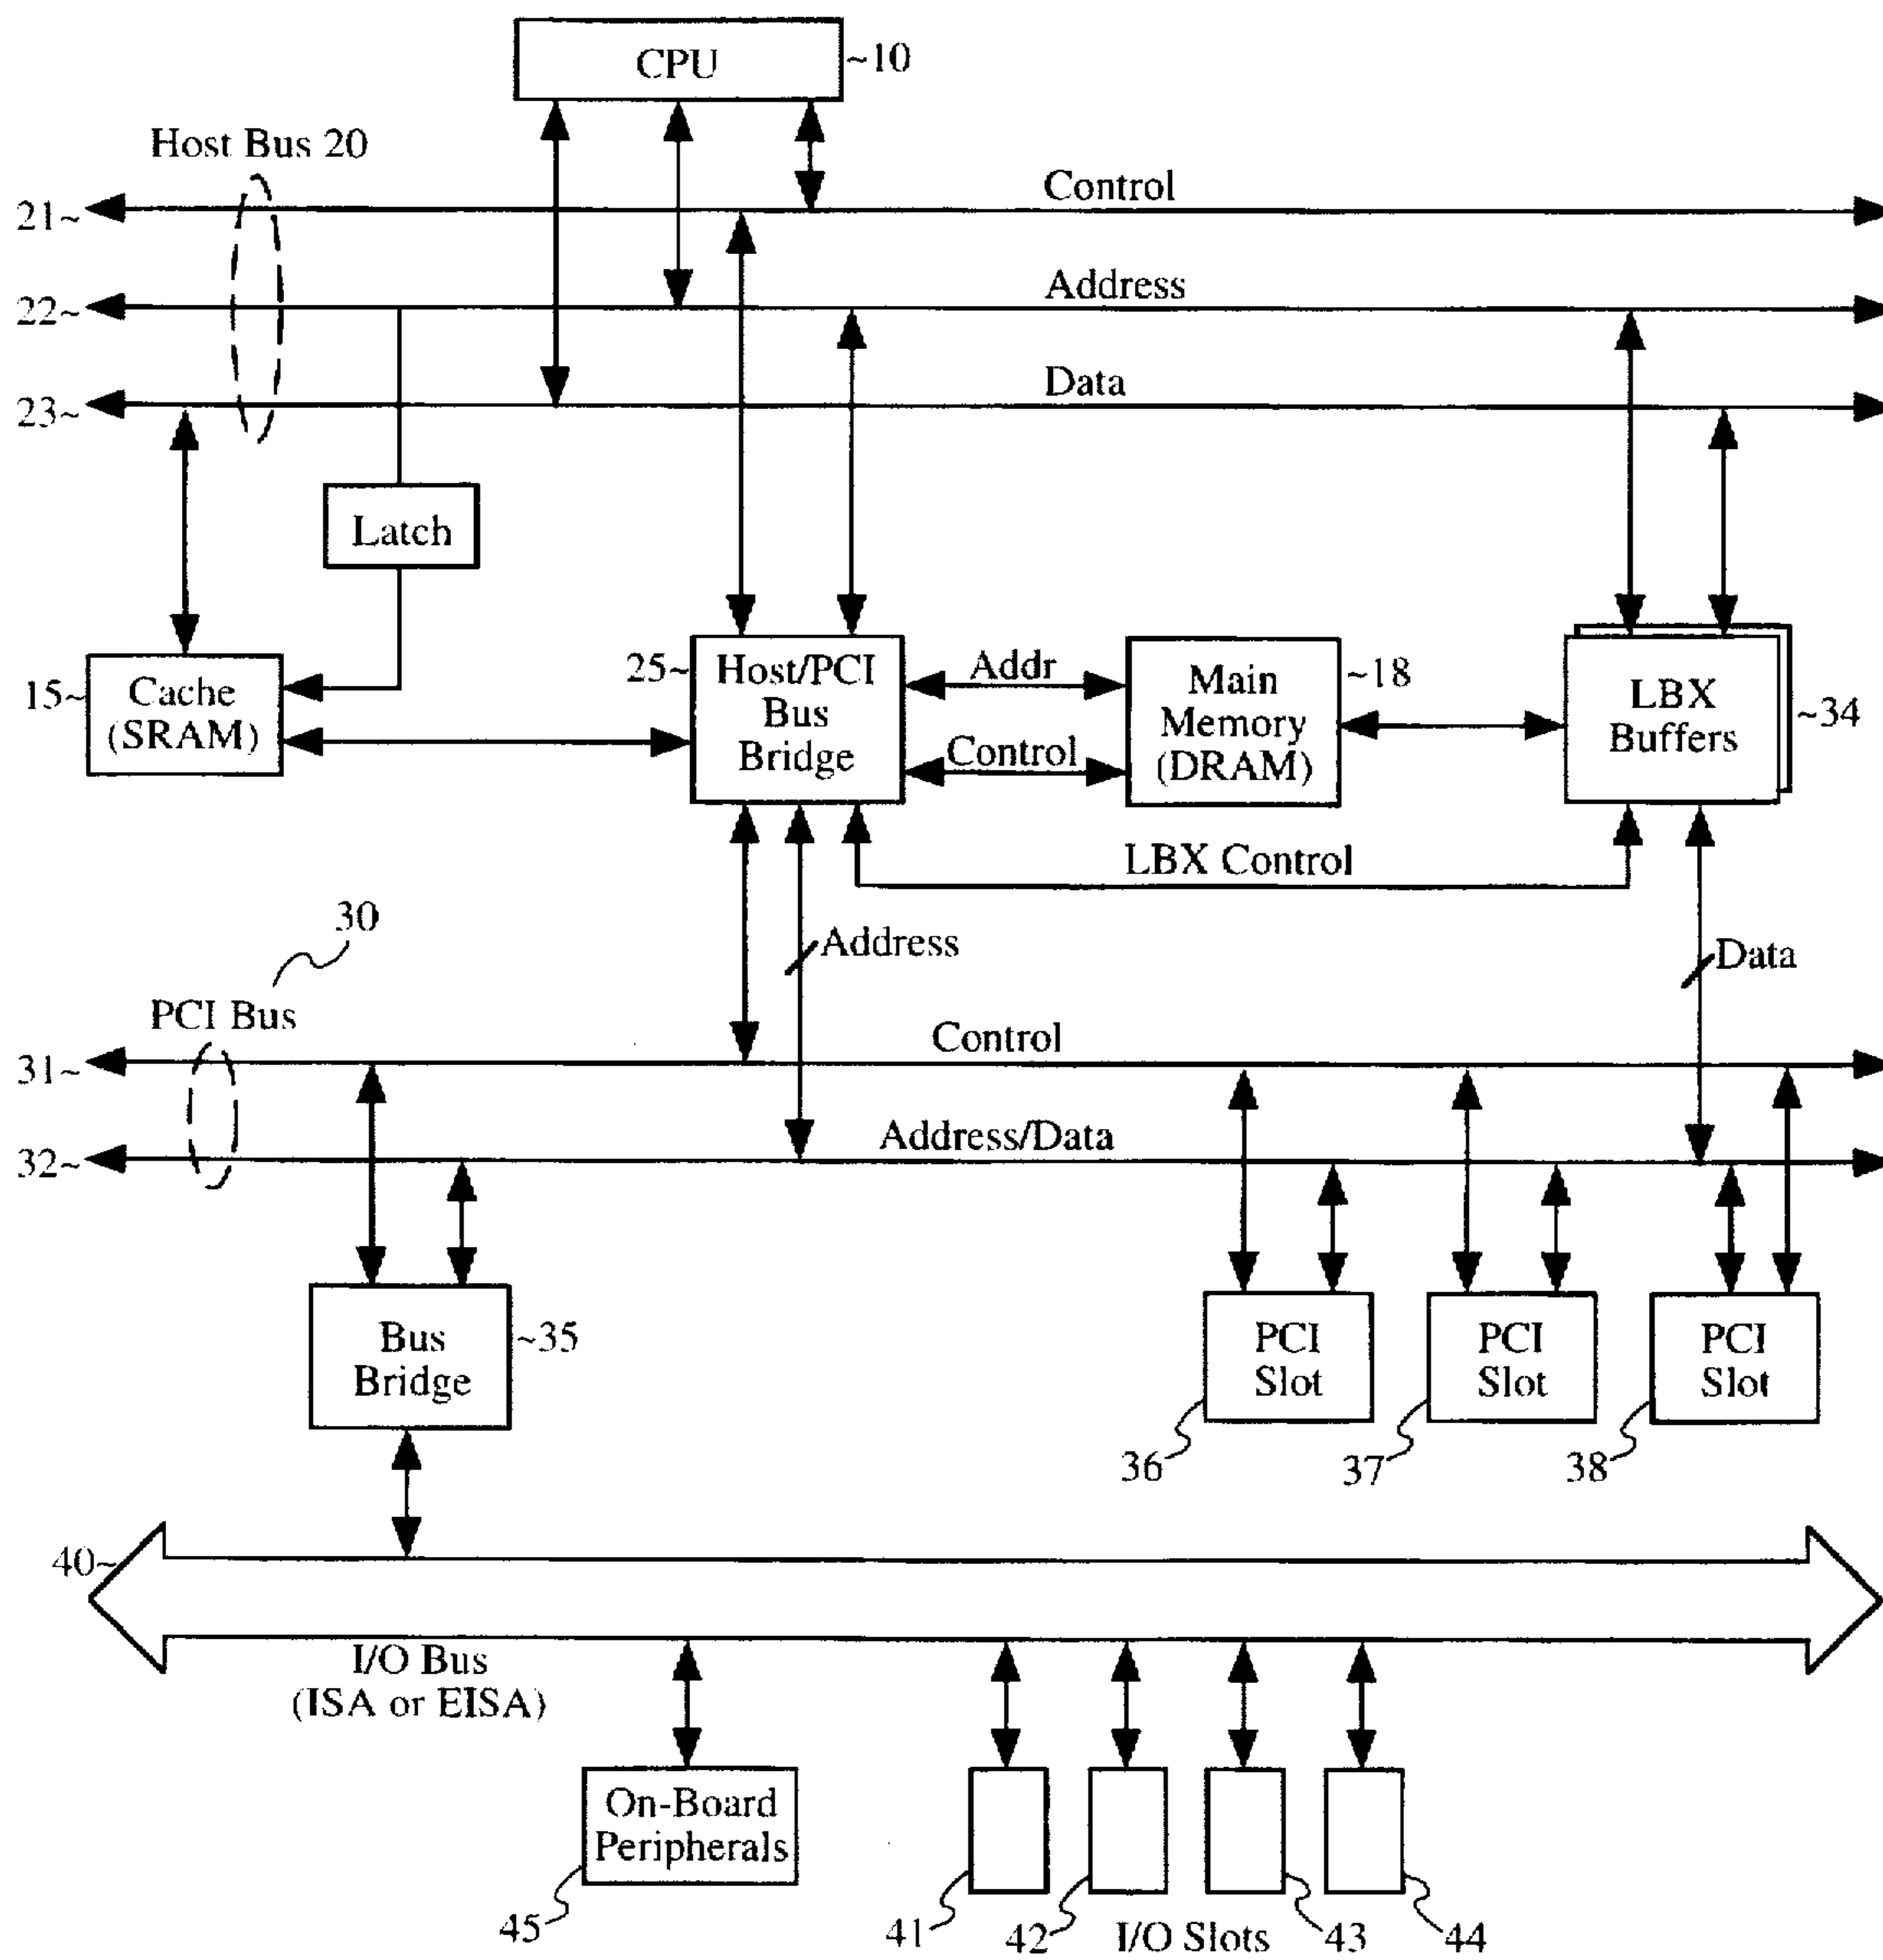 CPU
~10
Host Bus 20
Control
21~
Address
22~
Data
23~
Latch
15~
Cache
(SRAM)
25~
Host/PCI
Bus
Bridge
Addr
Control
Main
Memory
(DRAM)
~18
LBX
Buffers
~34
LBX Control
30
Address
Data
PCI Bus
Control
31~
Address/Data
32~
Bus
Bridge
~35
PCI
Slot
PCI
Slot
PCI
Slot
36
37
38
40~
I/O Bus
(ISA or EISA)
On-Board
Peripherals
45
41
42
I/O Slots
43
44